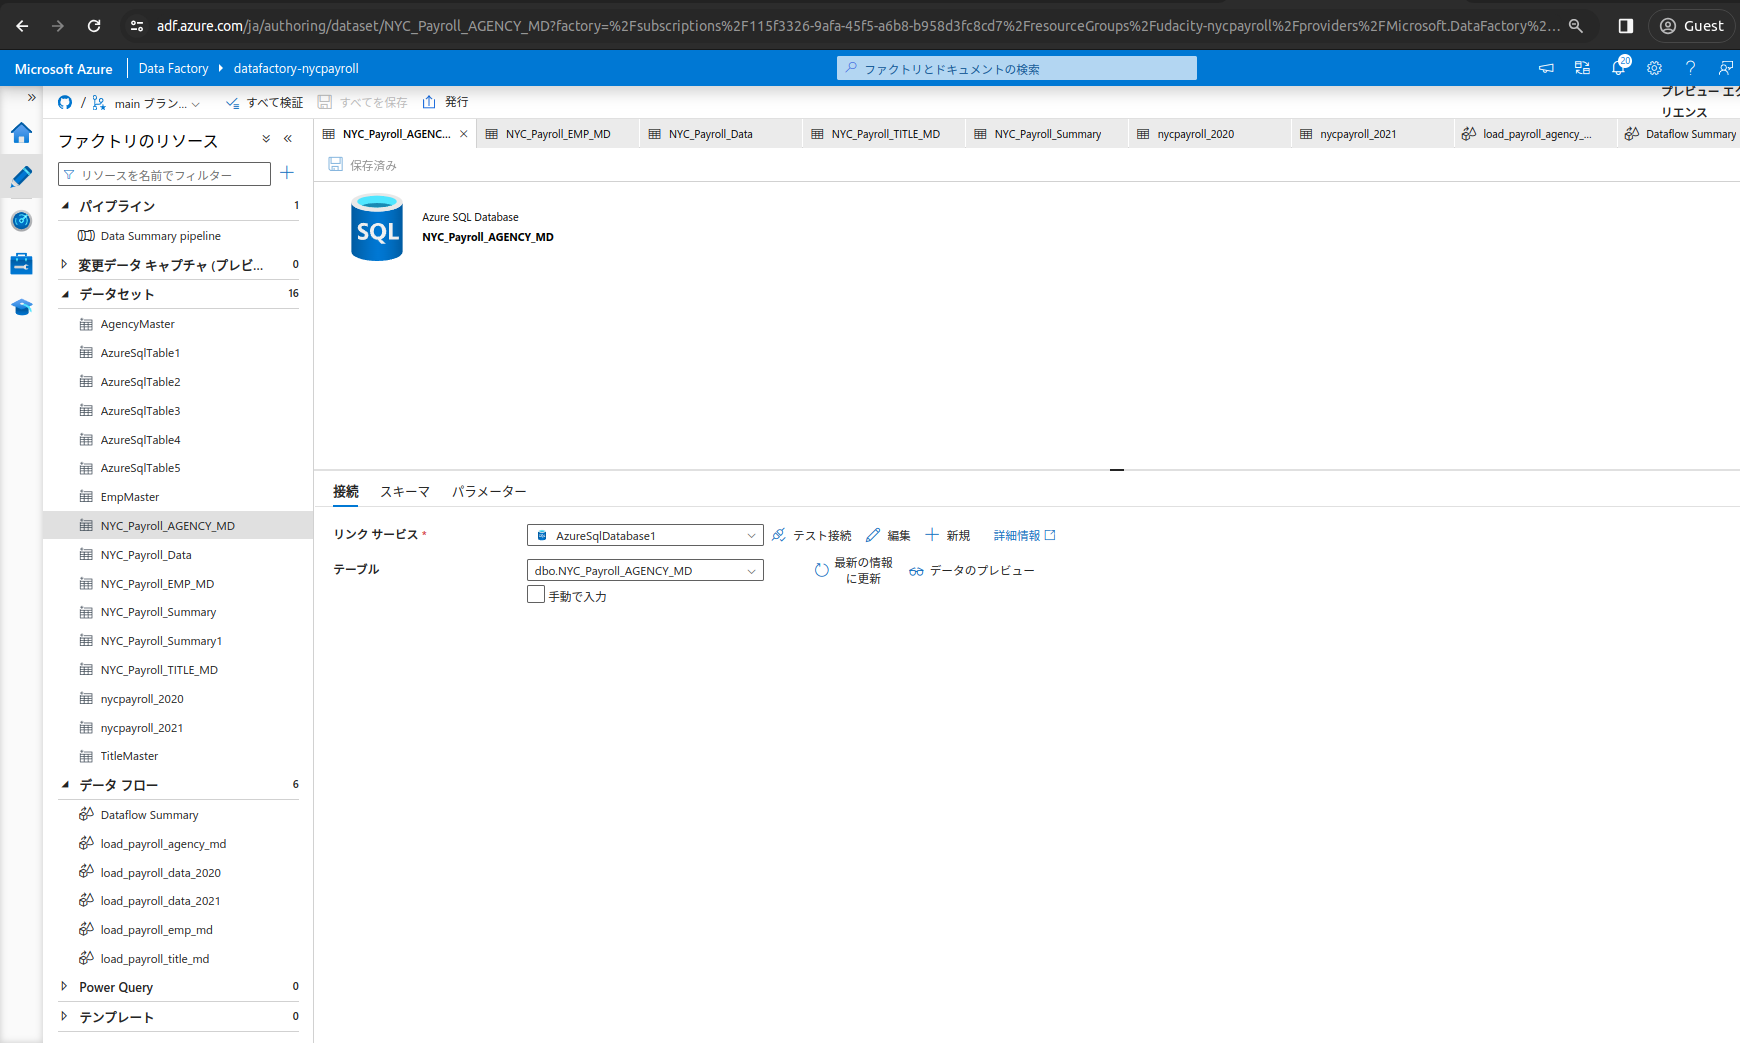 adf.azure.com/ja/authoring/dataset/NYC_Payroll_AGENCY_MD?factory=%2Fsubscriptions%2F115f3326-9afa-45f5-a6b8-b958d3fc8cd7%2FresourceGroups%2Fudacity-nycpayroll%2Fproviders%2FMicrosoft.DataFactory%2...
Guest
Microsoft Azure
Data Factory
datafactory-nycpayroll
ファクトリとドキュメントの検索
20
プレビュー エク
リエンス
/ main ブラン...
すべて検証
すべてを保存
発行
ファクトリのリソース
リソースを名前でフィルター
パイプライン 1
Data Summary pipeline
変更データ キャプチャ (プレビ... 0
データセット 16
AgencyMaster
AzureSqlTable1
AzureSqlTable2
AzureSqlTable3
AzureSqlTable4
AzureSqlTable5
EmpMaster
NYC_Payroll_AGENCY_MD
NYC_Payroll_Data
NYC_Payroll_EMP_MD
NYC_Payroll_Summary
NYC_Payroll_Summary1
NYC_Payroll_TITLE_MD
nycpayroll_2020
nycpayroll_2021
TitleMaster
データ フロー 6
Dataflow Summary
load_payroll_agency_md
load_payroll_data_2020
load_payroll_data_2021
load_payroll_emp_md
load_payroll_title_md
Power Query 0
テンプレート 0
NYC_Payroll_AGENC...
NYC_Payroll_EMP_MD
NYC_Payroll_Data
NYC_Payroll_TITLE_MD
NYC_Payroll_Summary
nycpayroll_2020
nycpayroll_2021
load_payroll_agency_...
Dataflow Summary
保存済み
SQL
Azure SQL Database
NYC_Payroll_AGENCY_MD
接続 スキーマ パラメーター
リンク サービス *
AzureSqlDatabase1
テスト接続
編集
新規
詳細情報
テーブル
dbo.NYC_Payroll_AGENCY_MD
最新の情報
に更新
データのプレビュー
手動で入力